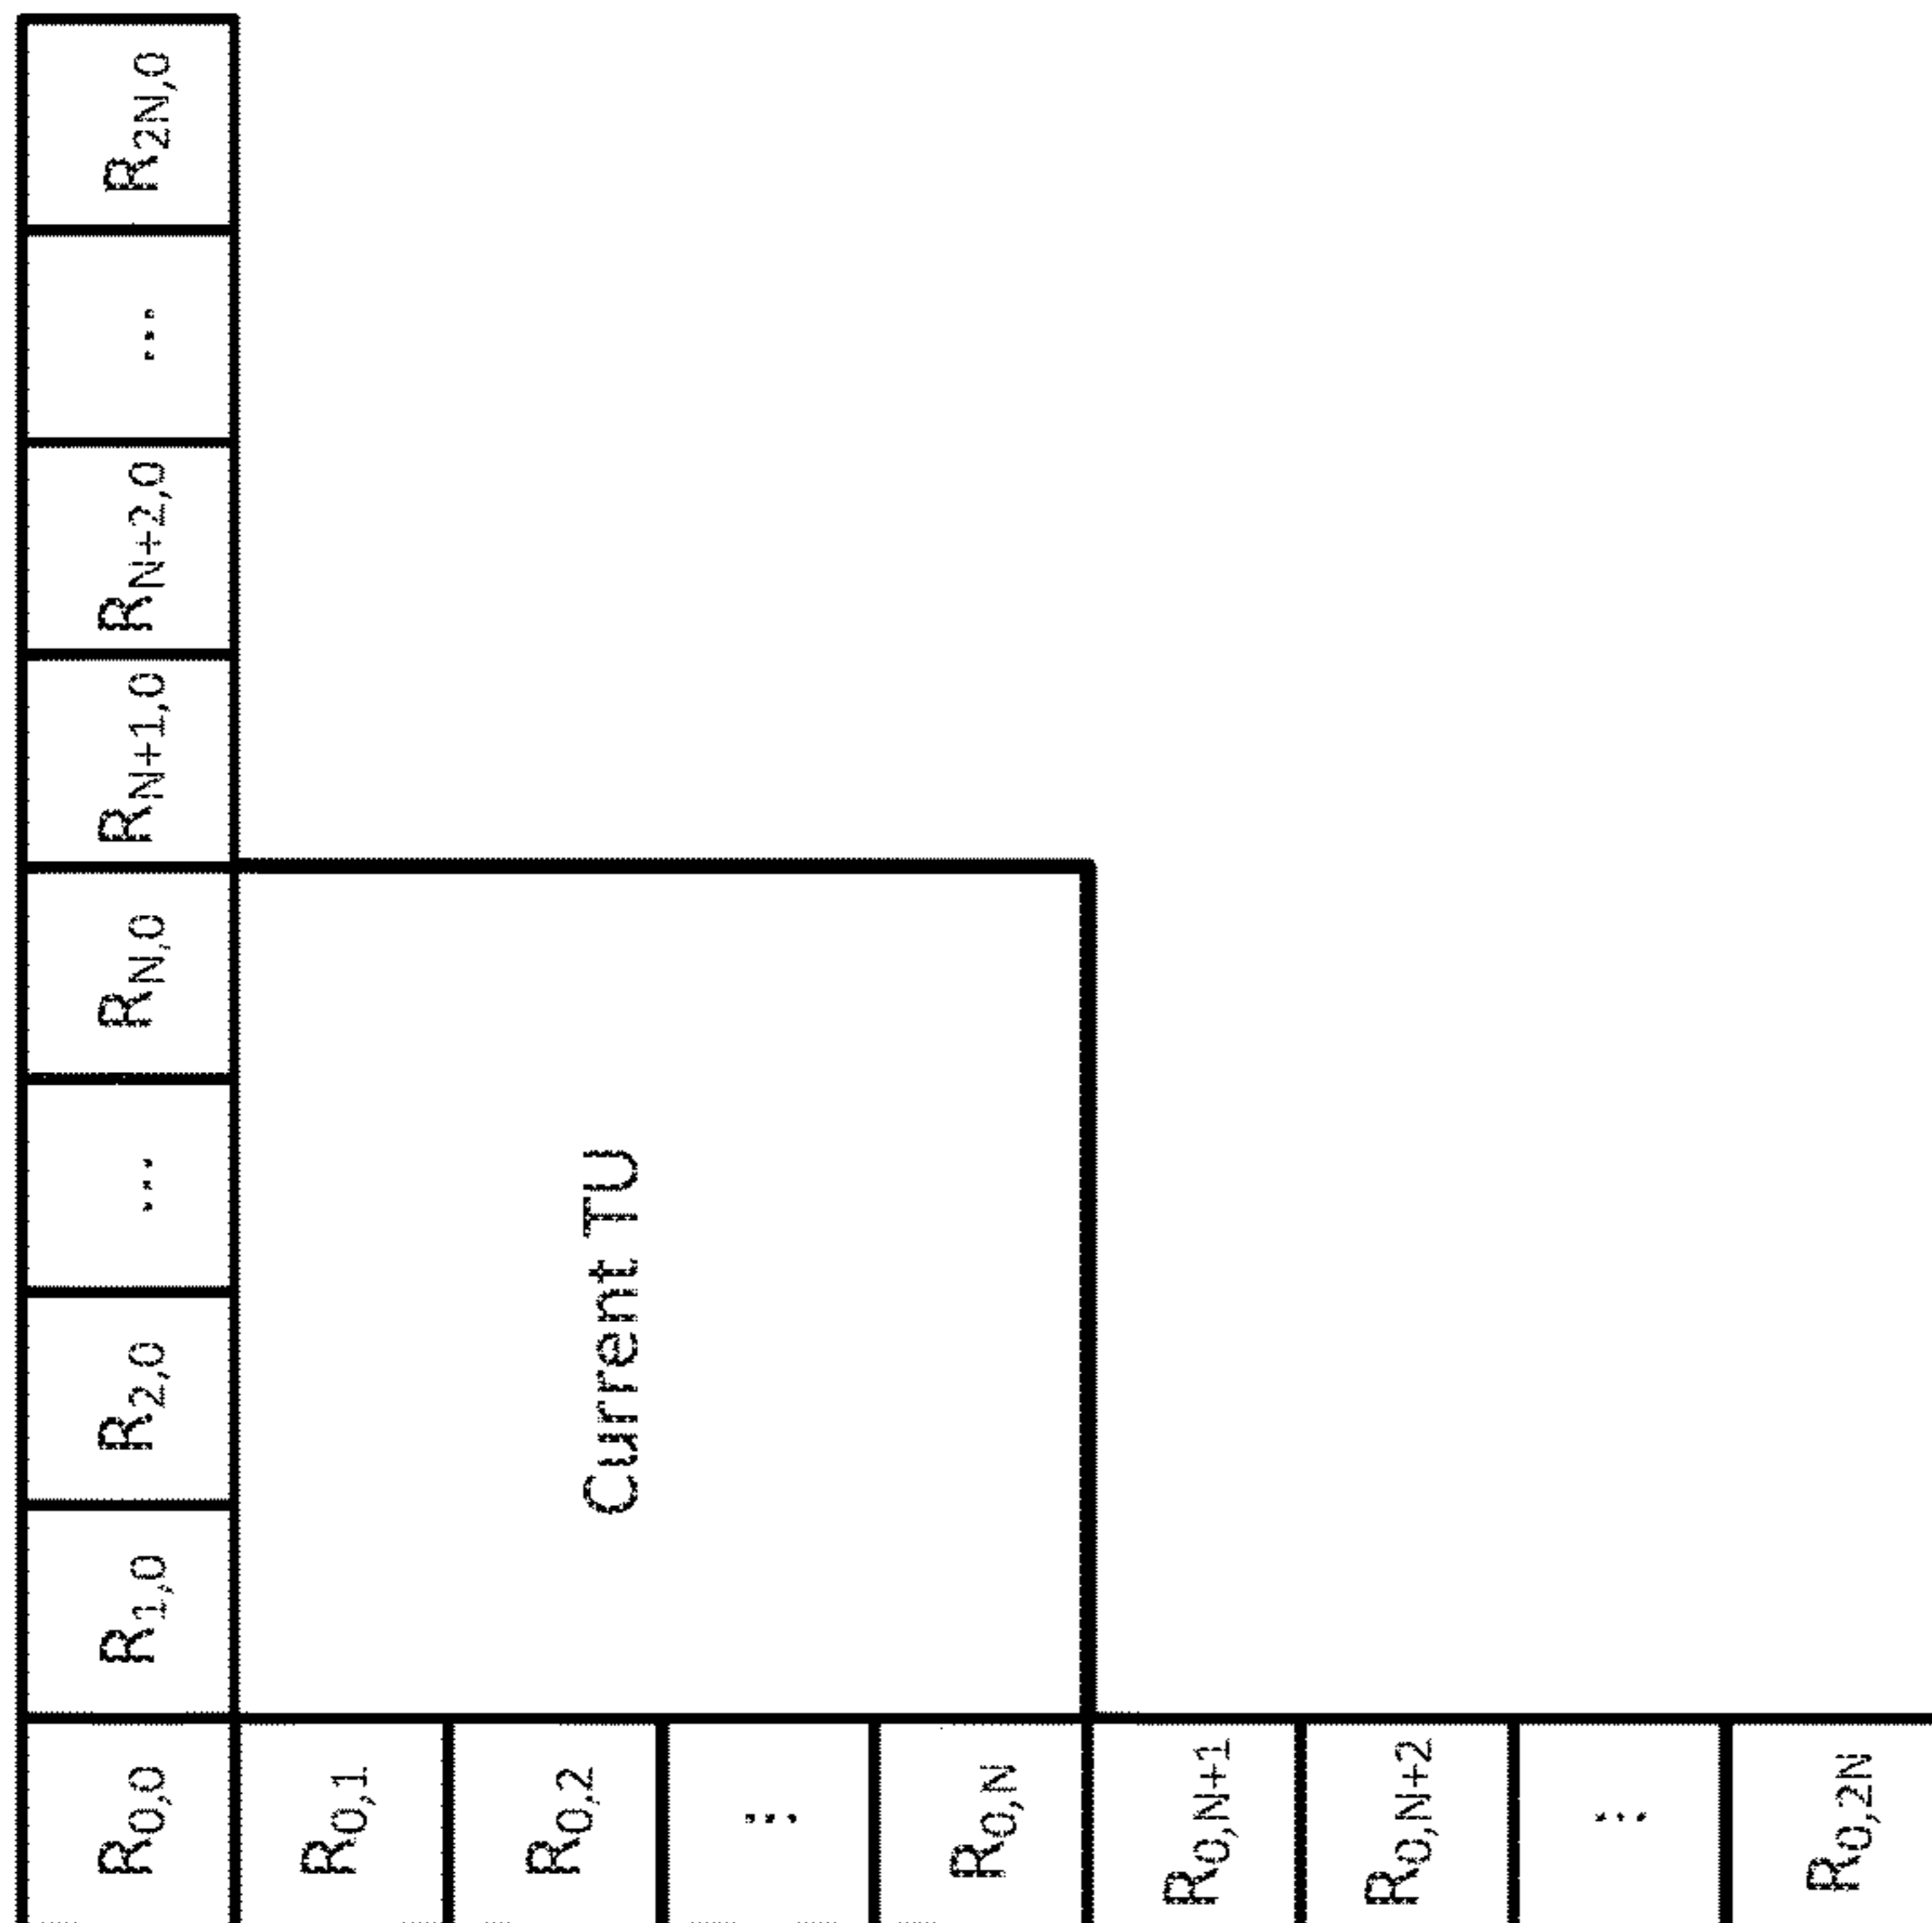 R0,0 R1,0 R2,0 ... RN,0 RN+1,0 RN+2,0 ... R2N,0
R0,1
R0,2
Current TU
...
R0,N
R0,N+1
R0,N+2
...
R0,2N